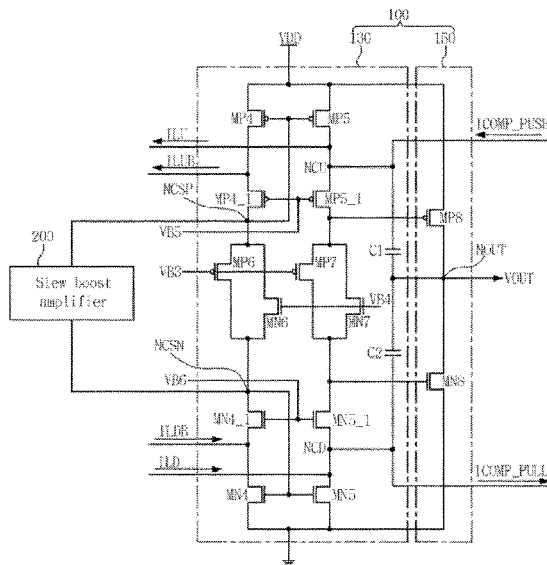 100
130
150
VDD
MP4
MP5
ICOMP_PUSH
ILU
ILUB
NCU
NCSP
MP4_1
MP5_1
200
VB5
MP8
Slew boost
amplifier
C1
NOUT
MP6
MP7
VB3
VOUT
MN6
MN7
VB4
C2
NCSN
VB6
MN8
MN4_1
MN5_1
ILDB
NCD
ILD
ICOMP_PULL
MN4
MN5